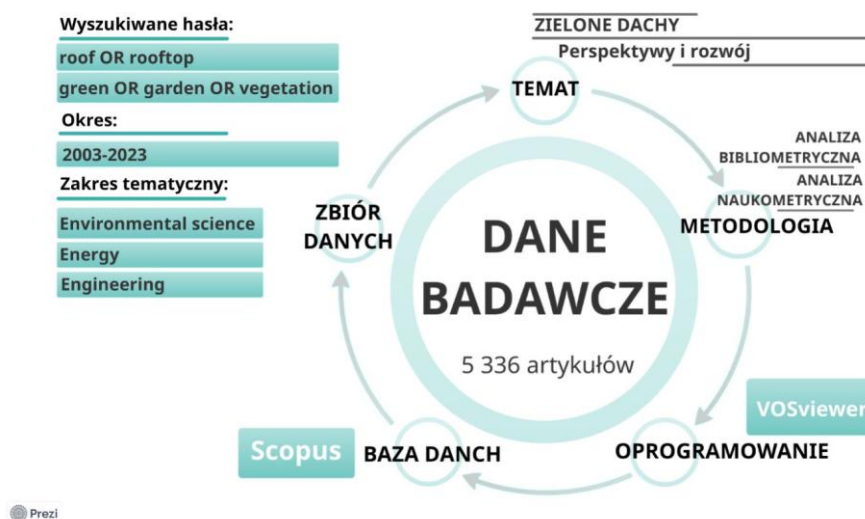 Wyszukiwane hasła:
roof OR rooftop
green OR garden OR vegetation
Okres:
2003-2023
Zakres tematyczny:
Environmental science
Energy
Engineering
ZIELONE DACHY
Perspektywy i rozwój
TEMAT
ANALIZA
BIBLIOMETRYCZNA
ANALIZA
NAUKOMETRYCZNA
METODOLOGIA
ZBIÓR
DANYCH
DANE
BADAWCZE
5 336 artykułów
VOSviewer
OPROGRAMOWANIE
Scopus
BAZA DANCH
Prezi